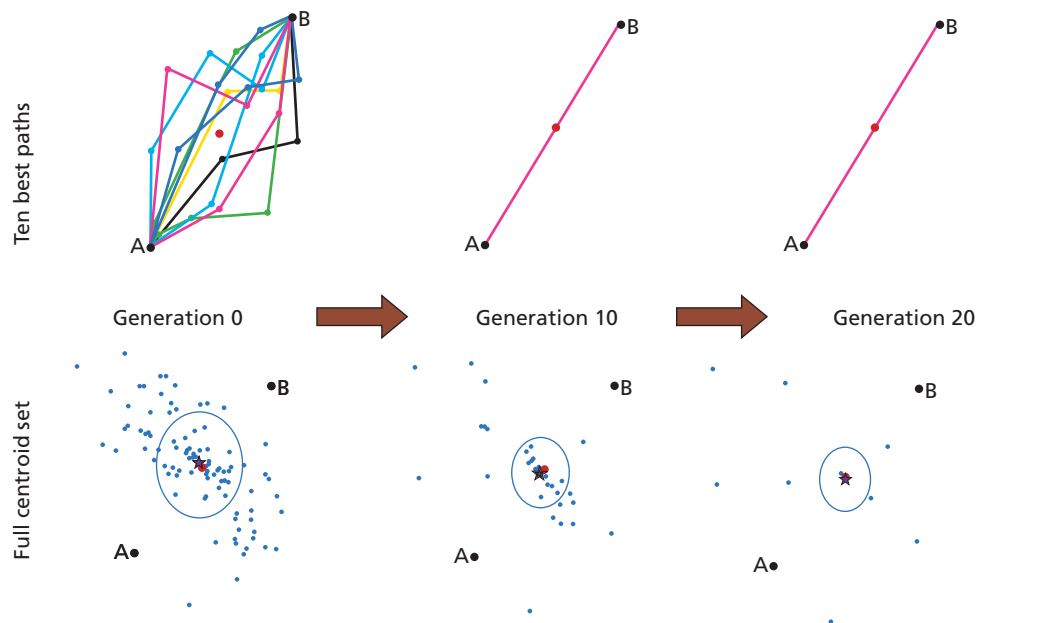 Ten best paths
B
A
B
A
B
A
Generation 0
Generation 10
Generation 20
Full centroid set
B
A
B
A
B
A